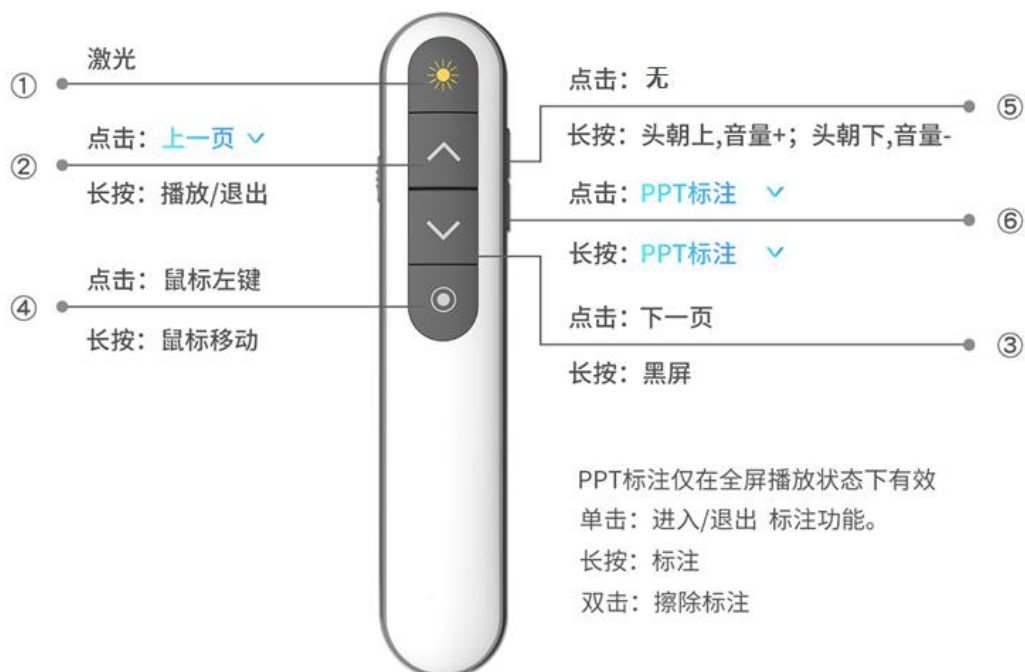 激光
①
点击：上一页
②
长按：播放/退出
点击：鼠标左键
④
长按：鼠标移动
点击：无
⑤
长按：头朝上,音量+；头朝下,音量-
点击：PPT标注
⑥
长按：PPT标注
点击：下一页
③
长按：黑屏
PPT标注仅在全屏播放状态下有效
单击：进入/退出 标注功能。
长按：标注
双击：擦除标注